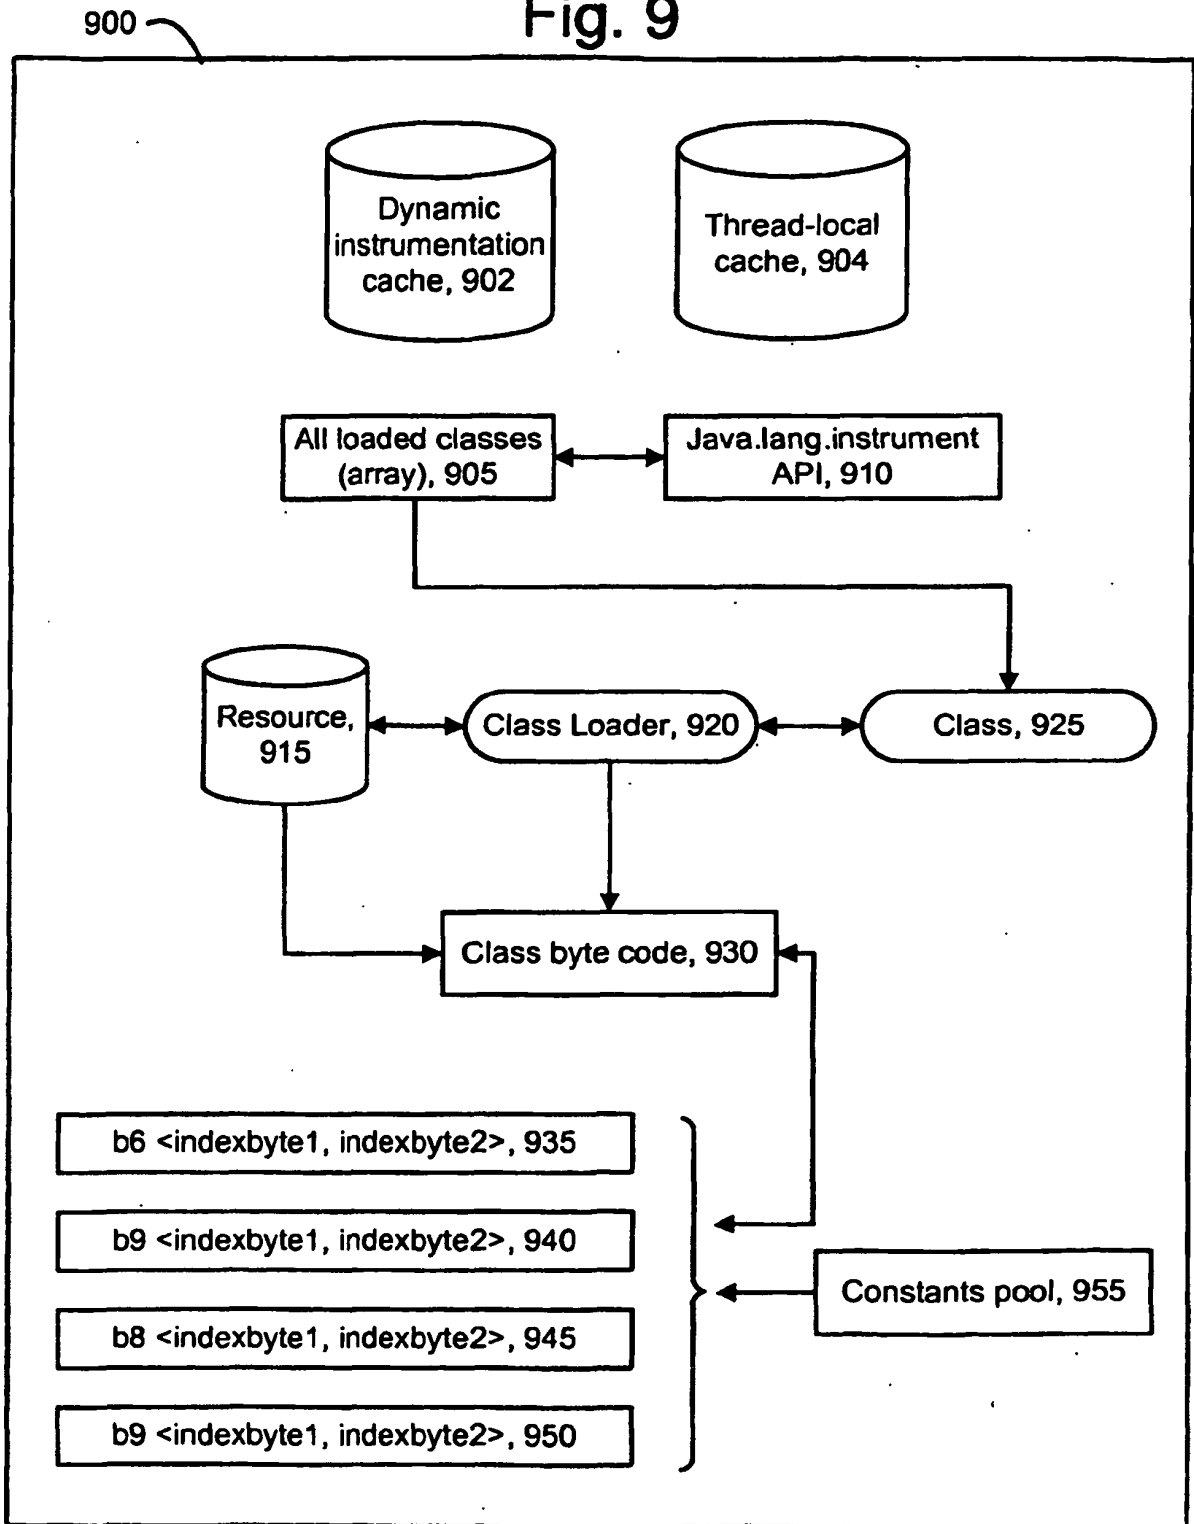 Fig. 9
900
Dynamic
instrumentation
cache, 902
Thread-local
cache, 904
All loaded classes
(array), 905
Java.lang.instrument
API, 910
Resource,
915
Class Loader, 920
Class, 925
Class byte code, 930
b6 <indexbyte1, indexbyte2>, 935
b9 <indexbyte1, indexbyte2>, 940
b8 <indexbyte1, indexbyte2>, 945
b9 <indexbyte1, indexbyte2>, 950
Constants pool, 955